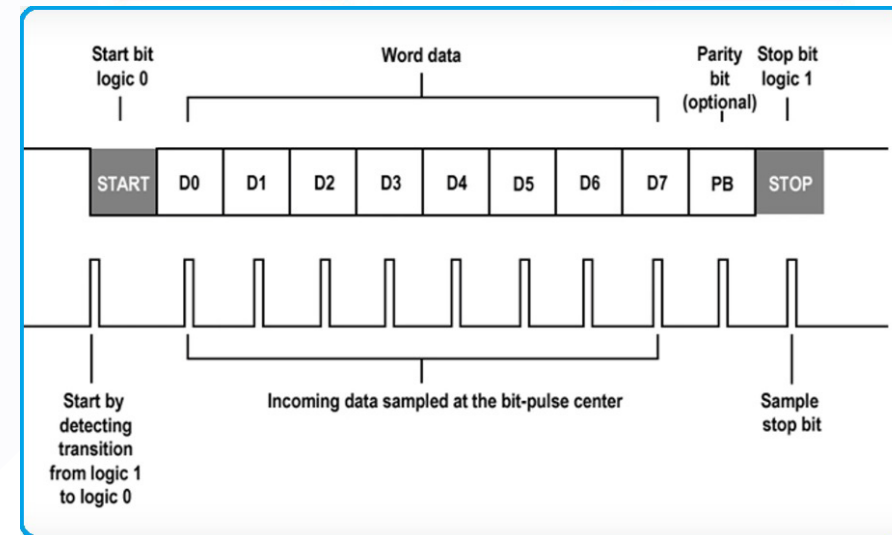 Start bit
logic 0
Word data
Parity
bit
(optional)
Stop bit
logic 1
START D0 D1 D2 D3 D4 D5 D6 D7 PB STOP
Start by
detecting
transition
from logic 1
to logic 0
Incoming data sampled at the bit-pulse center
Sample
stop bit